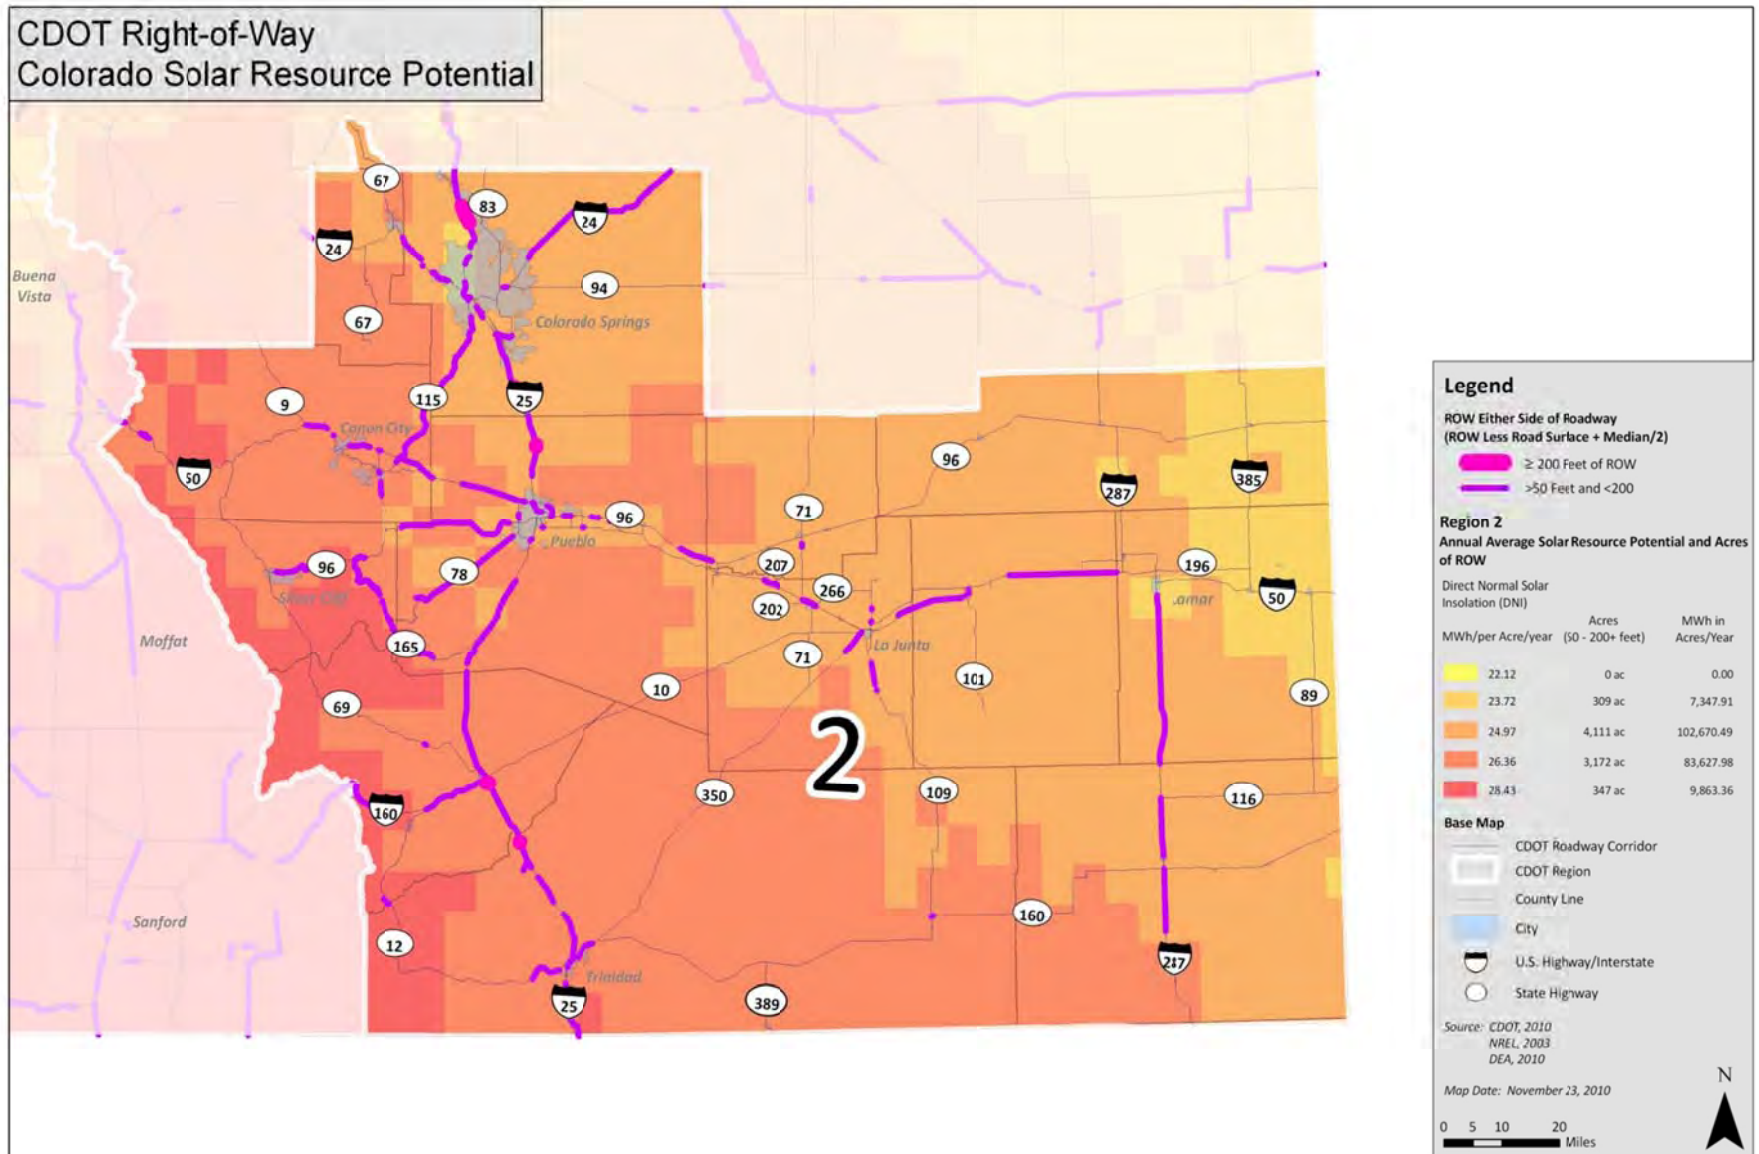 CDOT Right-of-Way
Colorado Solar Resource Potential
67
83
24
24
Buena
Vista
94
67
Colorado Springs
9
115
25
Canon City
96
50
287
385
71
96
Pueblo
207
196
96
78
266
50
Silver Cliff
202
.amar
Moffat
165
La Junta
71
10
101
89
69
2
350
109
116
160
Sanford
160
12
287
Trinidad
25
389
Legend
ROW Either Side of Roadway
(ROW Less Road Surface + Median/2)
≥ 200 Feet of ROW
>50 Feet and <200
Region 2
Annual Average Solar Resource Potential and Acres
of ROW
Direct Normal Solar
Insolation (DNI)
MWh/per Acre/year Acres (50 - 200+ feet) MWh in Acres/Year
22.12 0 ac 0.00
23.72 309 ac 7,347.91
24.97 4,111 ac 102,670.49
26.36 3,172 ac 83,627.98
28.43 347 ac 9,863.36
Base Map
CDOT Roadway Corridor
CDOT Region
County Line
City
U.S. Highway/Interstate
State Highway
Source: CDOT, 2010
NREL, 2003
DEA, 2010
Map Date: November 23, 2010
N
0 5 10 20
Miles